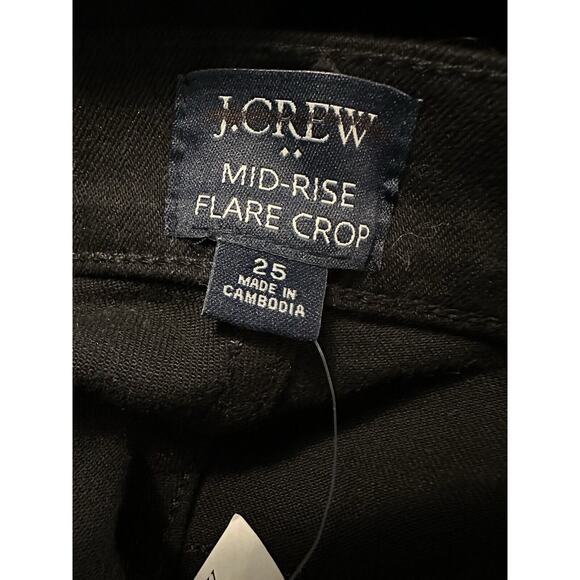 J.CREW
MID-RISE
FLARE CROP
25
MADE IN
CAMBODIA